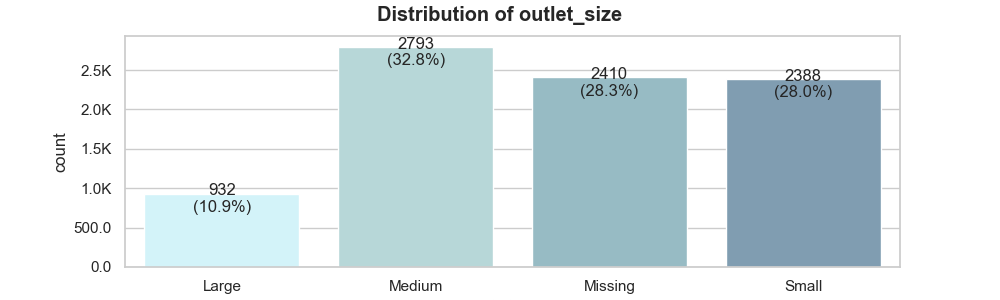 Distribution of outlet_size
count
2.5K
2.0K
1.5K
1.0K
500.0
0.0
932
(10.9%)
2793
(32.8%)
2410
(28.3%)
2388
(28.0%)
Large
Medium
Missing
Small